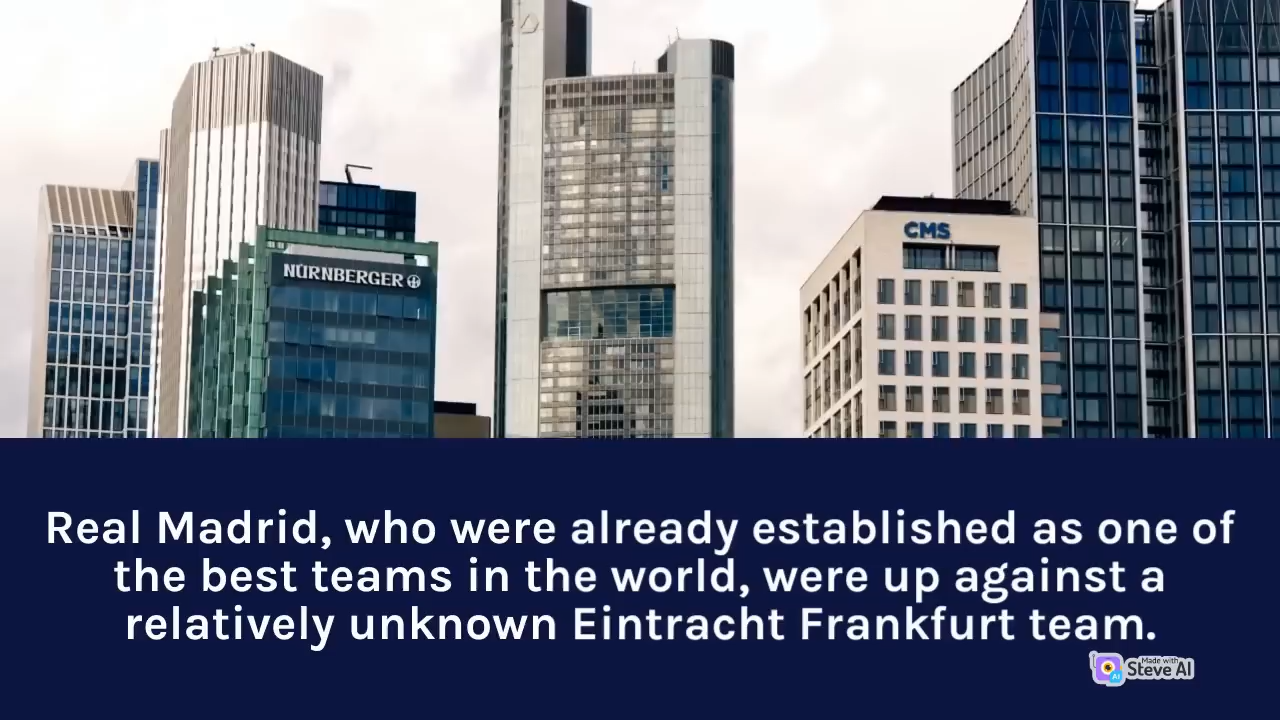 NÜRNBERGER
CMS
Real Madrid, who were already established as one of
the best teams in the world, were up against a
relatively unknown Eintracht Frankfurt team.
Made with
AI Steve AI